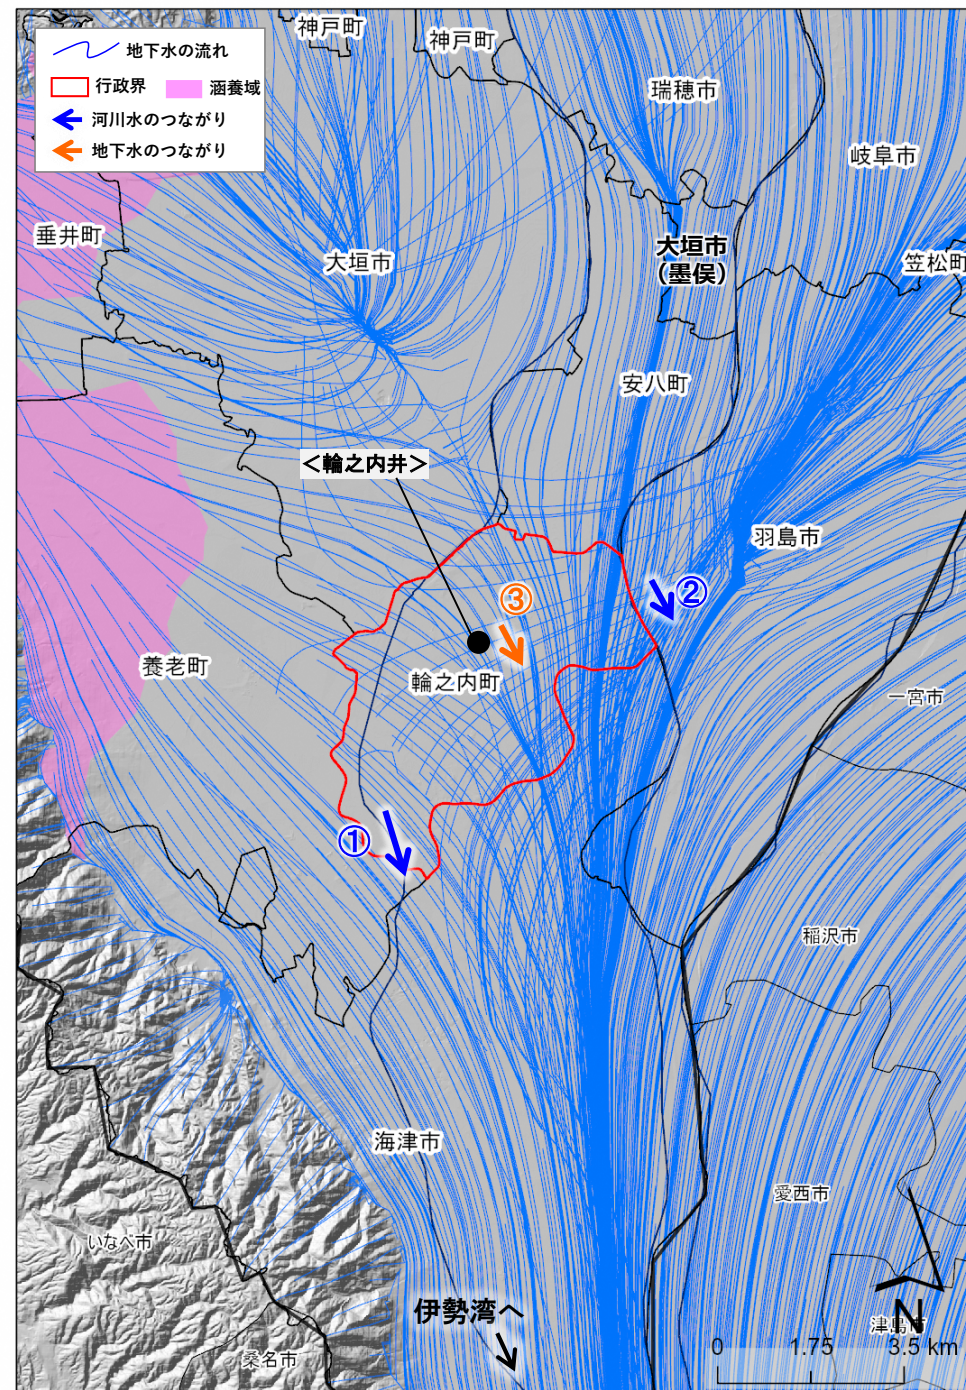 神戸町
神戸町
地下水の流れ
行政界
涵養域
河川水のつながり
地下水のつながり
瑞穂市
岐阜市
垂井町
大垣市
大垣市
（墨俣）
笠松町
安八町
＜輪之内井＞
羽島市
②
③
養老町
輪之内町
一宮市
①
稲沢市
海津市
愛西市
いなべ市
伊勢湾へ
N
津島市
桑名市
0 1.75 3.5 km